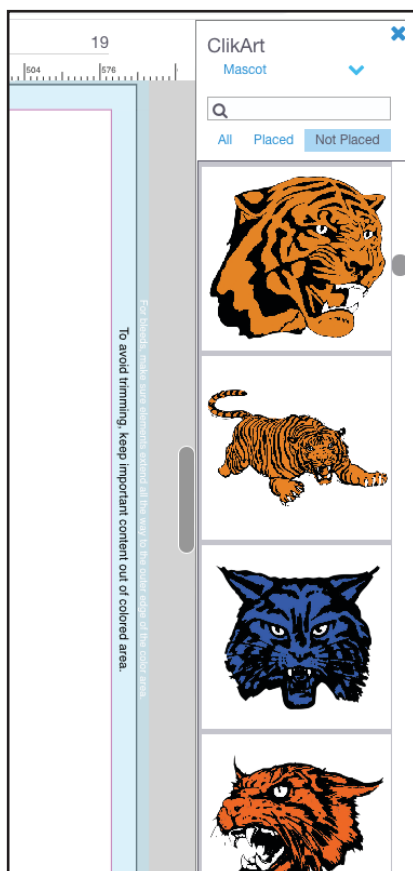 19
504 576
ClikArt
Mascot
All Placed Not Placed
For bleeds, make sure elements extend all the way to the outer edge of the color area.
To avoid trimming, keep important content out of colored area.